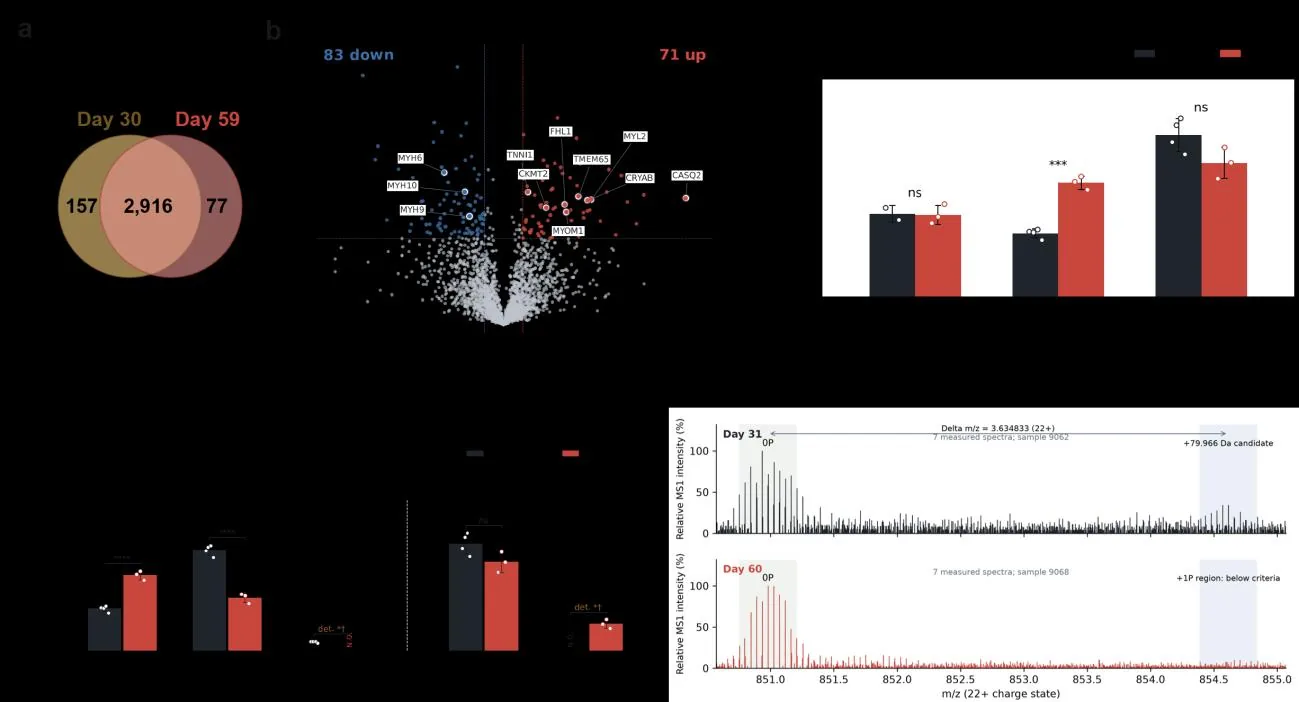 a
b
Day 30
Day 59
157
2,916
77
83 down
71 up
MYH6
MYH10
MYH9
FHL1
MYL2
TNNI1
TMEM65
CKMT2
CRYAB
CASQ2
MYOM1
ns
***
ns
****
****
det. *†
N.D.
ns
det. *†
N.D.
Day 31
0P
Delta m/z = 3.634833 (22+)
7 measured spectra; sample 9062
+79.966 Da candidate
Relative MS1 intensity (%)
100
50
0
Day 60
0P
7 measured spectra; sample 9068
+1P region: below criteria
Relative MS1 intensity (%)
100
50
0
851.0 851.5 852.0 852.5 853.0 853.5 854.0 854.5 855.0
m/z (22+ charge state)